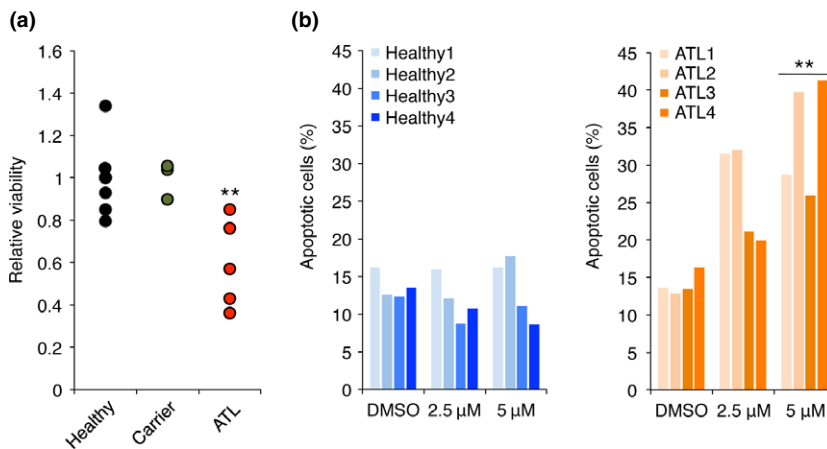 (a)
Relative viability
1.6
1.4
1.2
1
0.8
0.6
0.4
0.2
0
**
Healthy
Carrier
ATL
(b)
Apoptotic cells (%)
45
40
35
30
25
20
15
10
5
0
Healthy1
Healthy2
Healthy3
Healthy4
DMSO 2.5 µM 5 µM
Apoptotic cells (%)
45
40
35
30
25
20
15
10
5
0
ATL1
ATL2
ATL3
ATL4
**
DMSO 2.5 µM 5 µM